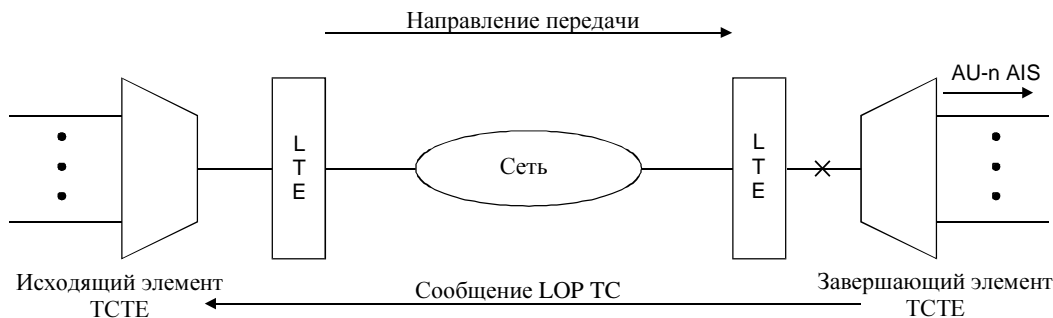 Направление передачи
AU-n AIS
L
T
E
Сеть
L
T
E
Исходящий элемент
TCTE
Сообщение LOP TC
Завершающий элемент
TCTE